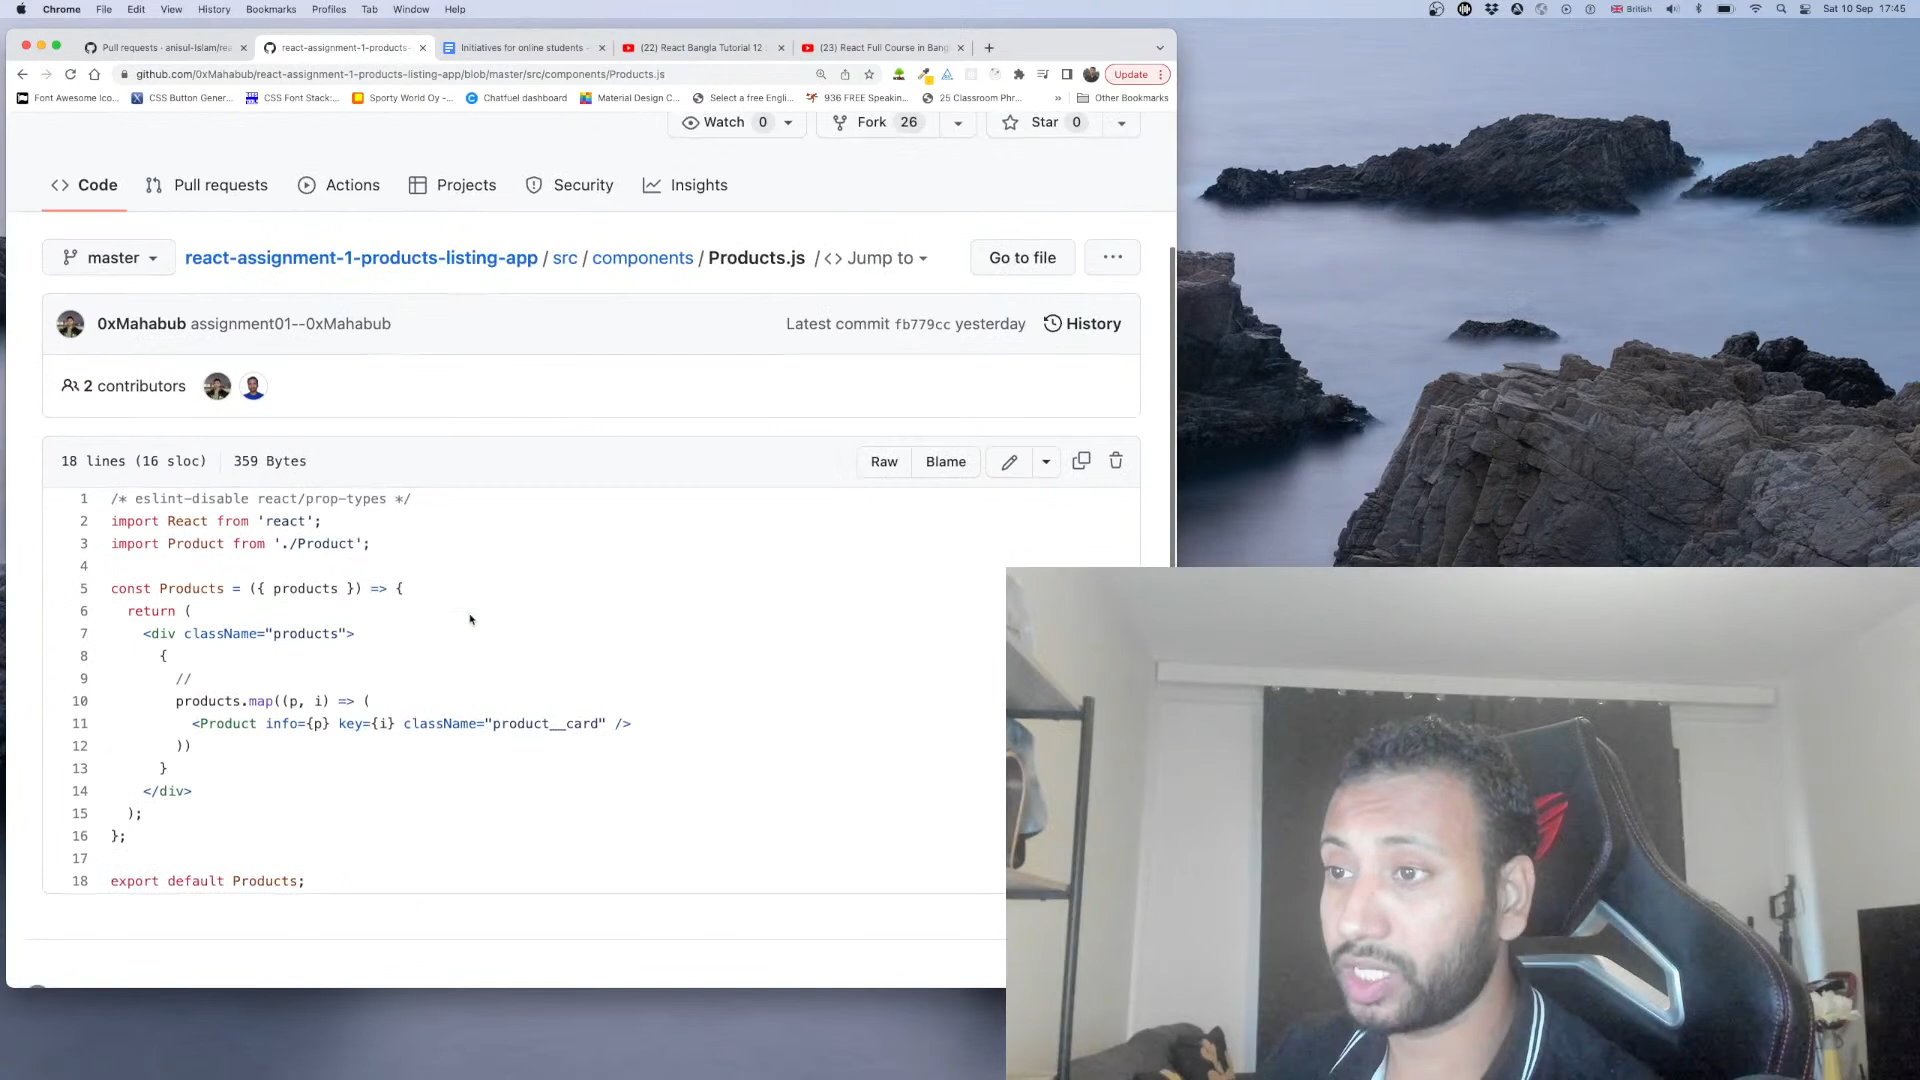 Chrome File Edit View History Bookmarks Profiles Tab Window Help British Sat 10 Sep 17:45
Pull requests · anisul-Islam/rea × react-assignment-1-products- × Initiatives for online students - × (22) React Bangla Tutorial 12 × (23) React Full Course in Bang × +
github.com/0xMahabub/react-assignment-1-products-listing-app/blob/master/src/components/Products.js Update
Font Awesome Ico... CSS Button Gener... CSS Font Stack:... Sporty World Oy -... Chatfuel dashboard Material Design C... Select a free Engli... 936 FREE Speakin... 25 Classroom Phr... » Other Bookmarks
Watch 0 Fork 26 Star 0
Code Pull requests Actions Projects Security Insights
master react-assignment-1-products-listing-app / src / components / Products.js / <> Jump to Go to file ...
0xMahabub assignment01--0xMahabub Latest commit fb779cc yesterday History
2 contributors
18 lines (16 sloc) 359 Bytes Raw Blame
1 /* eslint-disable react/prop-types */
2 import React from 'react';
3 import Product from './Product';
4
5 const Products = ({ products }) => {
6 return (
7 <div className="products">
8 {
9 //
10 products.map((p, i) => (
11 <Product info={p} key={i} className="product__card" />
12 ))
13 }
14 </div>
15 );
16 };
17
18 export default Products;